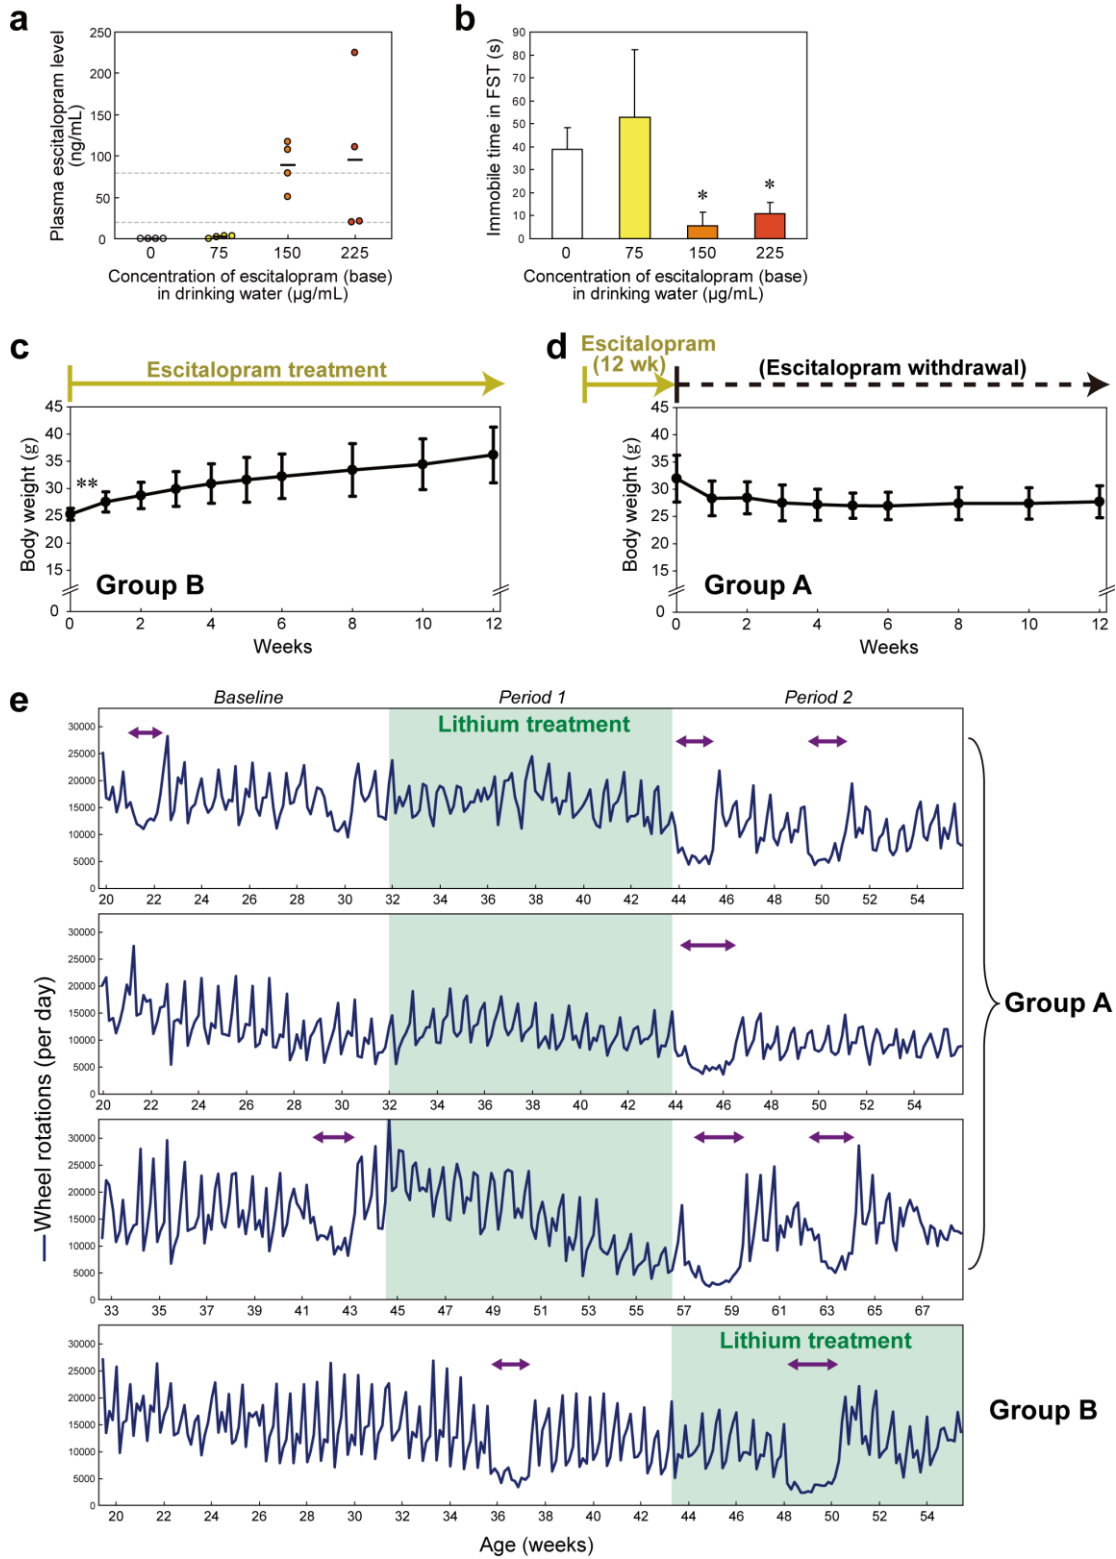 a
Plasma escitalopram level
(ng/mL)
250
200
150
100
50
0
0 75 150 225
Concentration of escitalopram (base)
in drinking water (µg/mL)
b
Immobile time in FST (s)
90
80
70
60
50
40
30
20
10
0
* *
0 75 150 225
Concentration of escitalopram (base)
in drinking water (µg/mL)
c
Escitalopram treatment
Body weight (g)
45
40
35
30
25
20
15
0
**
Group B
0 2 4 6 8 10 12
Weeks
d
Escitalopram
(12 wk)
(Escitalopram withdrawal)
Body weight (g)
45
40
35
30
25
20
15
0
Group A
0 2 4 6 8 10 12
Weeks
e
Baseline Period 1 Period 2
Lithium treatment
30000
25000
20000
15000
10000
5000
0
20 22 24 26 28 30 32 34 36 38 40 42 44 46 48 50 52 54
30000
25000
20000
15000
10000
5000
0
20 22 24 26 28 30 32 34 36 38 40 42 44 46 48 50 52 54
Group A
Wheel rotations (per day)
30000
25000
20000
15000
10000
5000
0
33 35 37 39 41 43 45 47 49 51 53 55 57 59 61 63 65 67
Lithium treatment
30000
25000
20000
15000
10000
5000
0
20 22 24 26 28 30 32 34 36 38 40 42 44 46 48 50 52 54
Group B
Age (weeks)